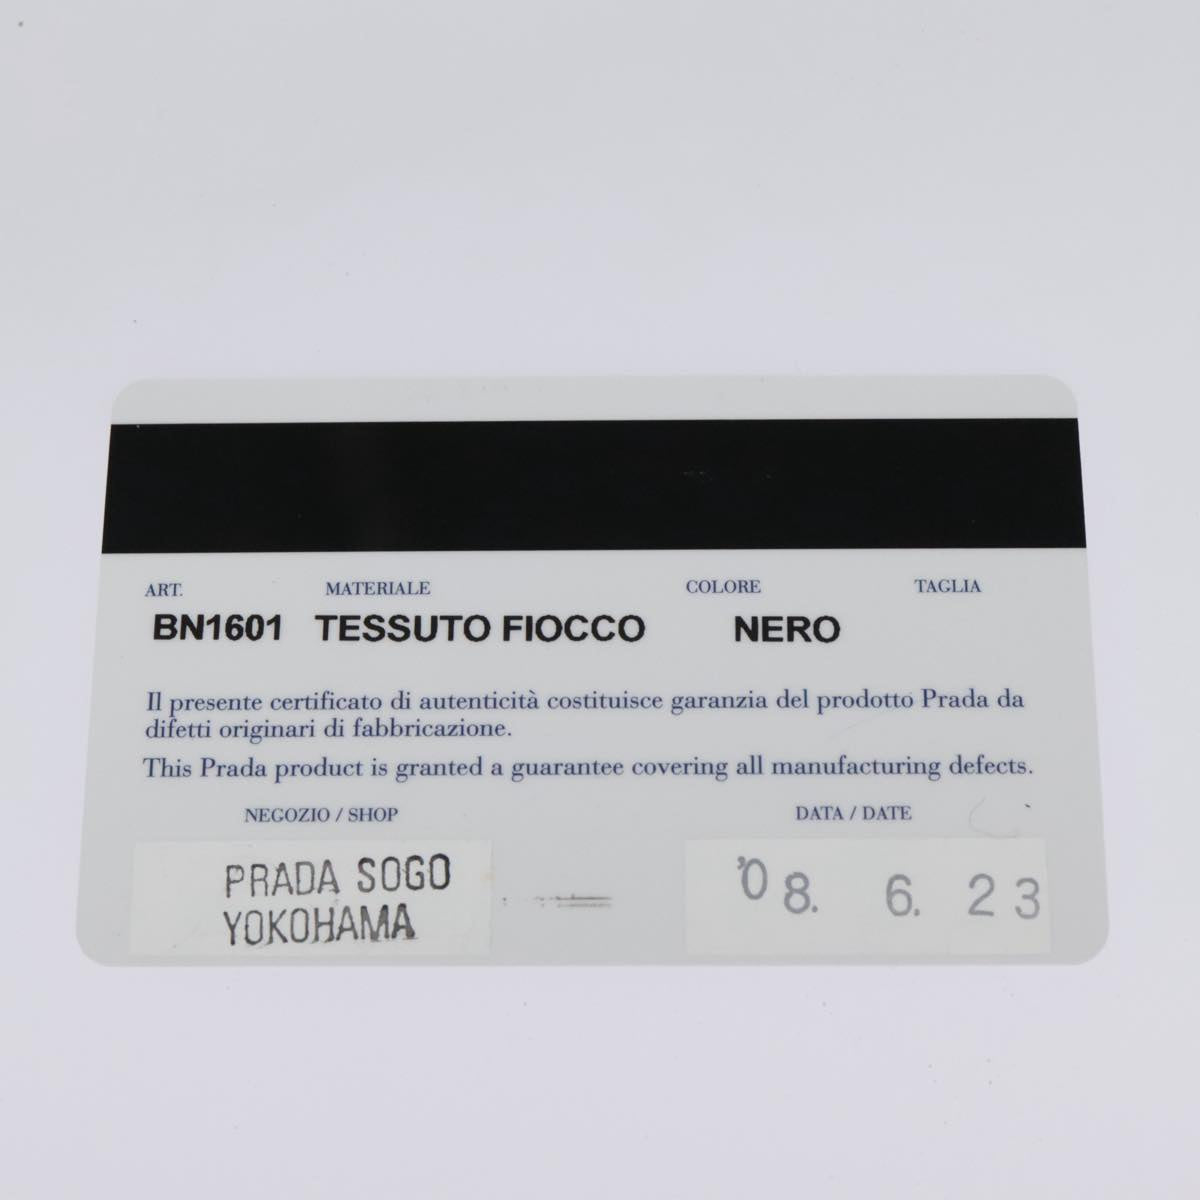 ART. MATERIALE COLORE TAGLIA
BN1601 TESSUTO FIOCCO NERO
Il presente certificato di autenticità costituisce garanzia del prodotto Prada da
difetti originari di fabbricazione.
This Prada product is granted a guarantee covering all manufacturing defects.
NEGOZIO / SHOP DATA / DATE
PRADA SOGO
YOKOHAMA
'08. 6. 23